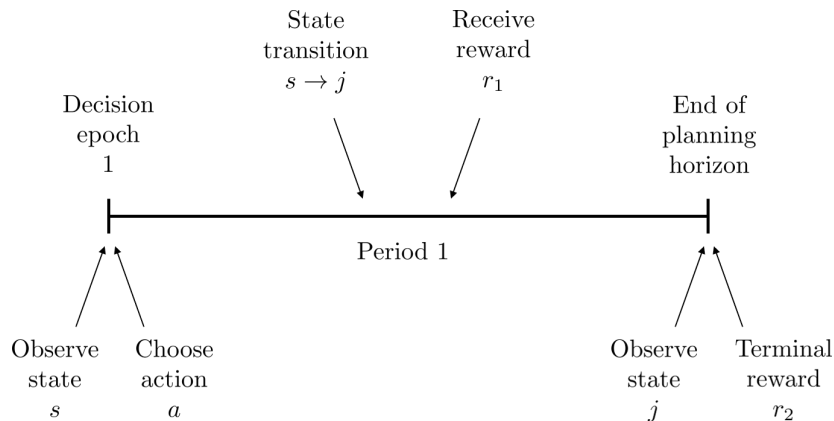 State
transition
s → j
Receive
reward
r₁
Decision
epoch
1
End of
planning
horizon
Period 1
Observe
state
s
Choose
action
a
Observe
state
j
Terminal
reward
r₂